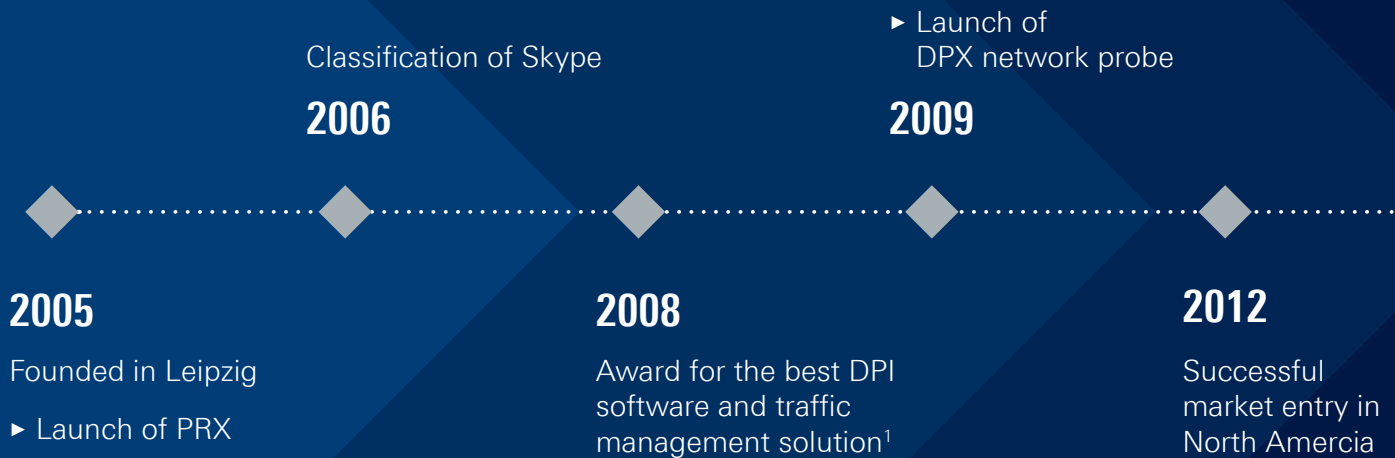 Classification of Skype
2006
► Launch of
DPX network probe
2009
2005
Founded in Leipzig
► Launch of PRX
2008
Award for the best DPI
software and traffic
management solution¹
2012
Successful
market entry in
North Amercia